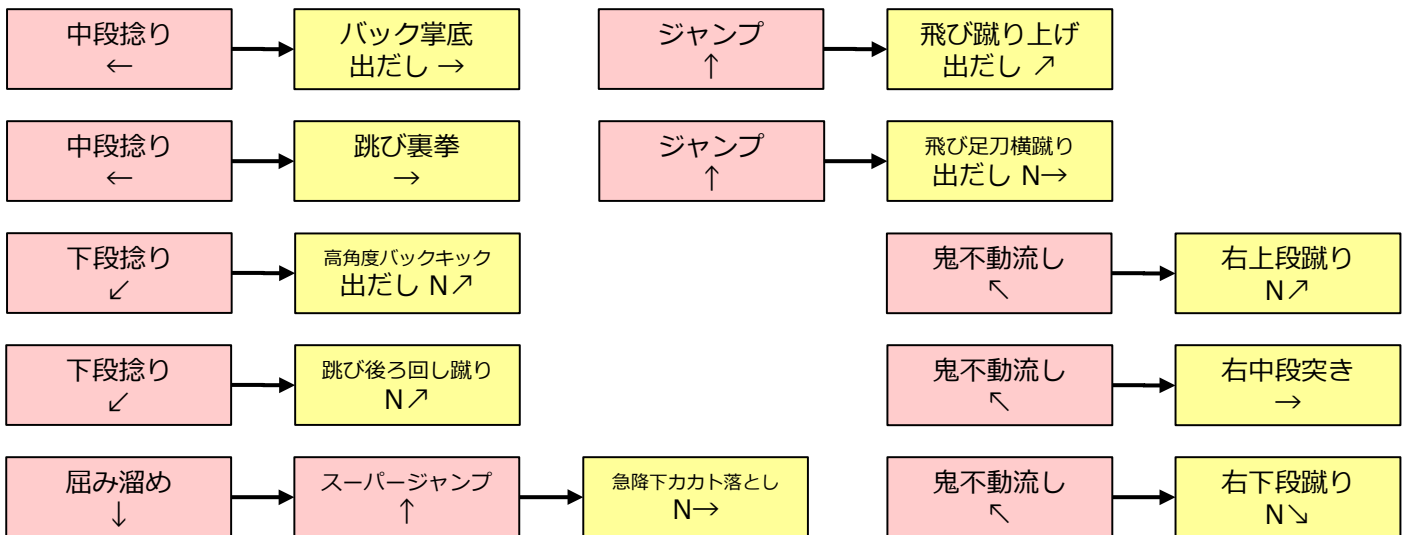 中段捻り
←
バック掌底
出だし →
ジャンプ
↑
飛び蹴り上げ
出だし ↗
中段捻り
←
跳び裏拳
→
ジャンプ
↑
飛び足刀横蹴り
出だし N→
下段捻り
↙
高角度バックキック
出だし N↗
鬼不動流し
↖
右上段蹴り
N↗
下段捻り
↙
跳び後ろ回し蹴り
N↗
鬼不動流し
↖
右中段突き
→
屈み溜め
↓
スーパージャンプ
↑
急降下カカト落とし
N→
鬼不動流し
↖
右下段蹴り
N↘